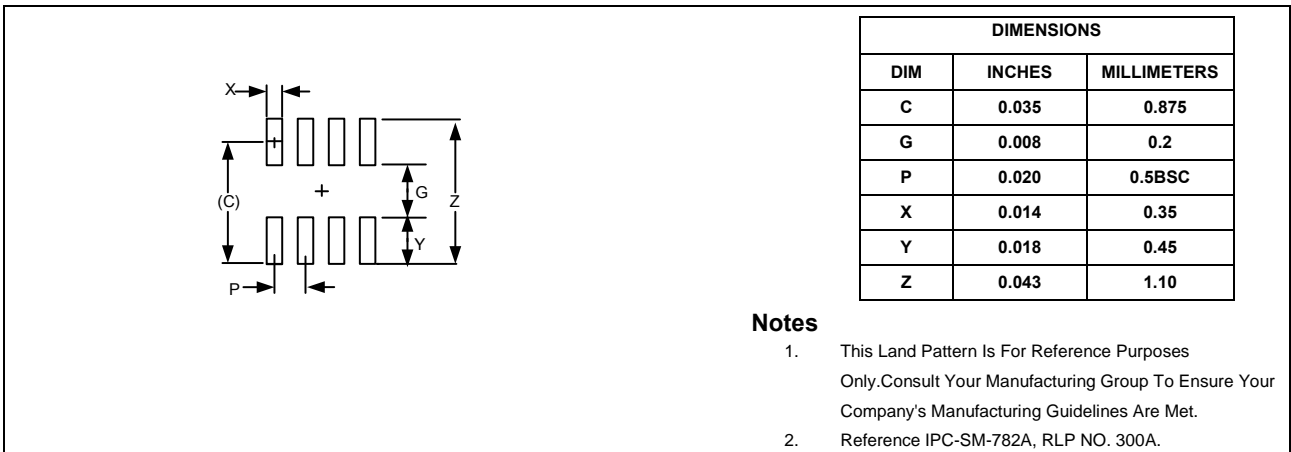 X
(C)
G
Z
Y
P
DIMENSIONS
DIM INCHES MILLIMETERS
C 0.035 0.875
G 0.008 0.2
P 0.020 0.5BSC
X 0.014 0.35
Y 0.018 0.45
Z 0.043 1.10
Notes
1. This Land Pattern Is For Reference Purposes
Only.Consult Your Manufacturing Group To Ensure Your
Company's Manufacturing Guidelines Are Met.
2. Reference IPC-SM-782A, RLP NO. 300A.